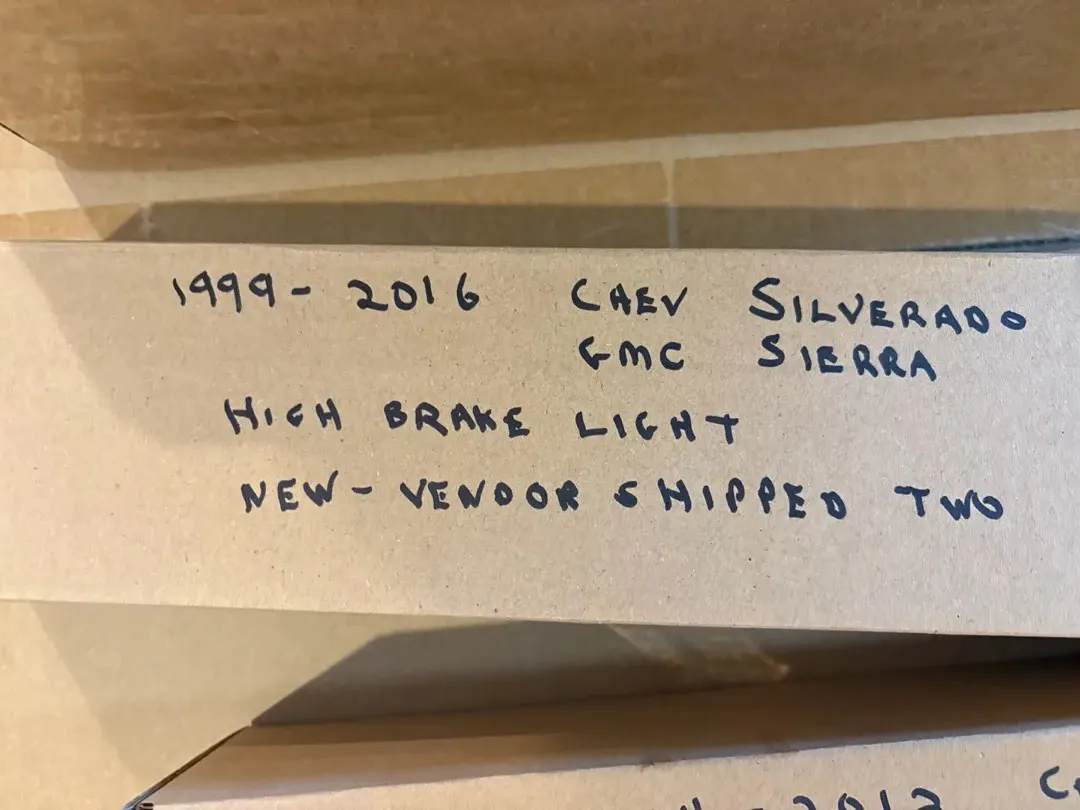 1999- 2016 CHEV SILVERADO
GMC SIERRA
HIGH BRAKE LIGHT
NEW- VENDOR SHIPPED TWO